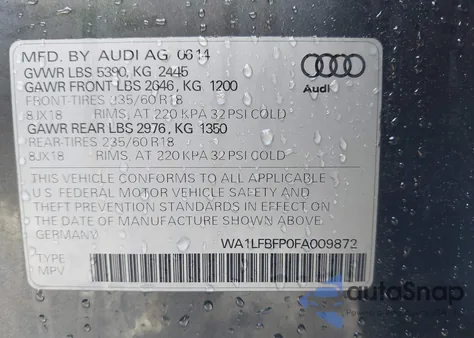 MFD. BY AUDI AG 0614
GVWR LBS 5390, KG 2445
GAWR FRONT LBS 2646, KG 1200
FRONT-TIRES 235/60 R18
8JX18 RIMS, AT 220 KPA 32 PSI COLD
GAWR REAR LBS 2976, KG 1350
REAR-TIRES 235/60 R18
8JX18 RIMS, AT 220 KPA 32 PSI COLD
Audi
THIS VEHICLE CONFORMS TO ALL APPLICABLE
U.S. FEDERAL MOTOR VEHICLE SAFETY AND
THEFT PREVENTION STANDARDS IN EFFECT ON
THE DATE OF MANUFACTURE SHOWN ABOVE.
GERMANY WA1LFBFP0FA009872
TYPE
MPV
autoSnap